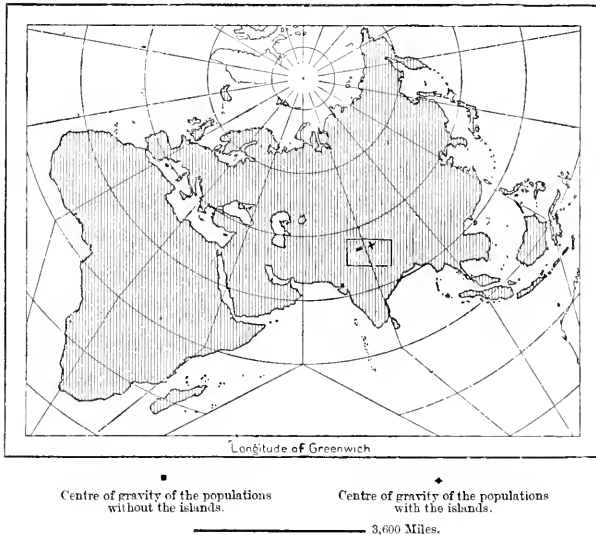 Longitude of Greenwich
Centre of gravity of the populations
without the islands.
Centre of gravity of the populations
with the islands.
3,600 Miles.